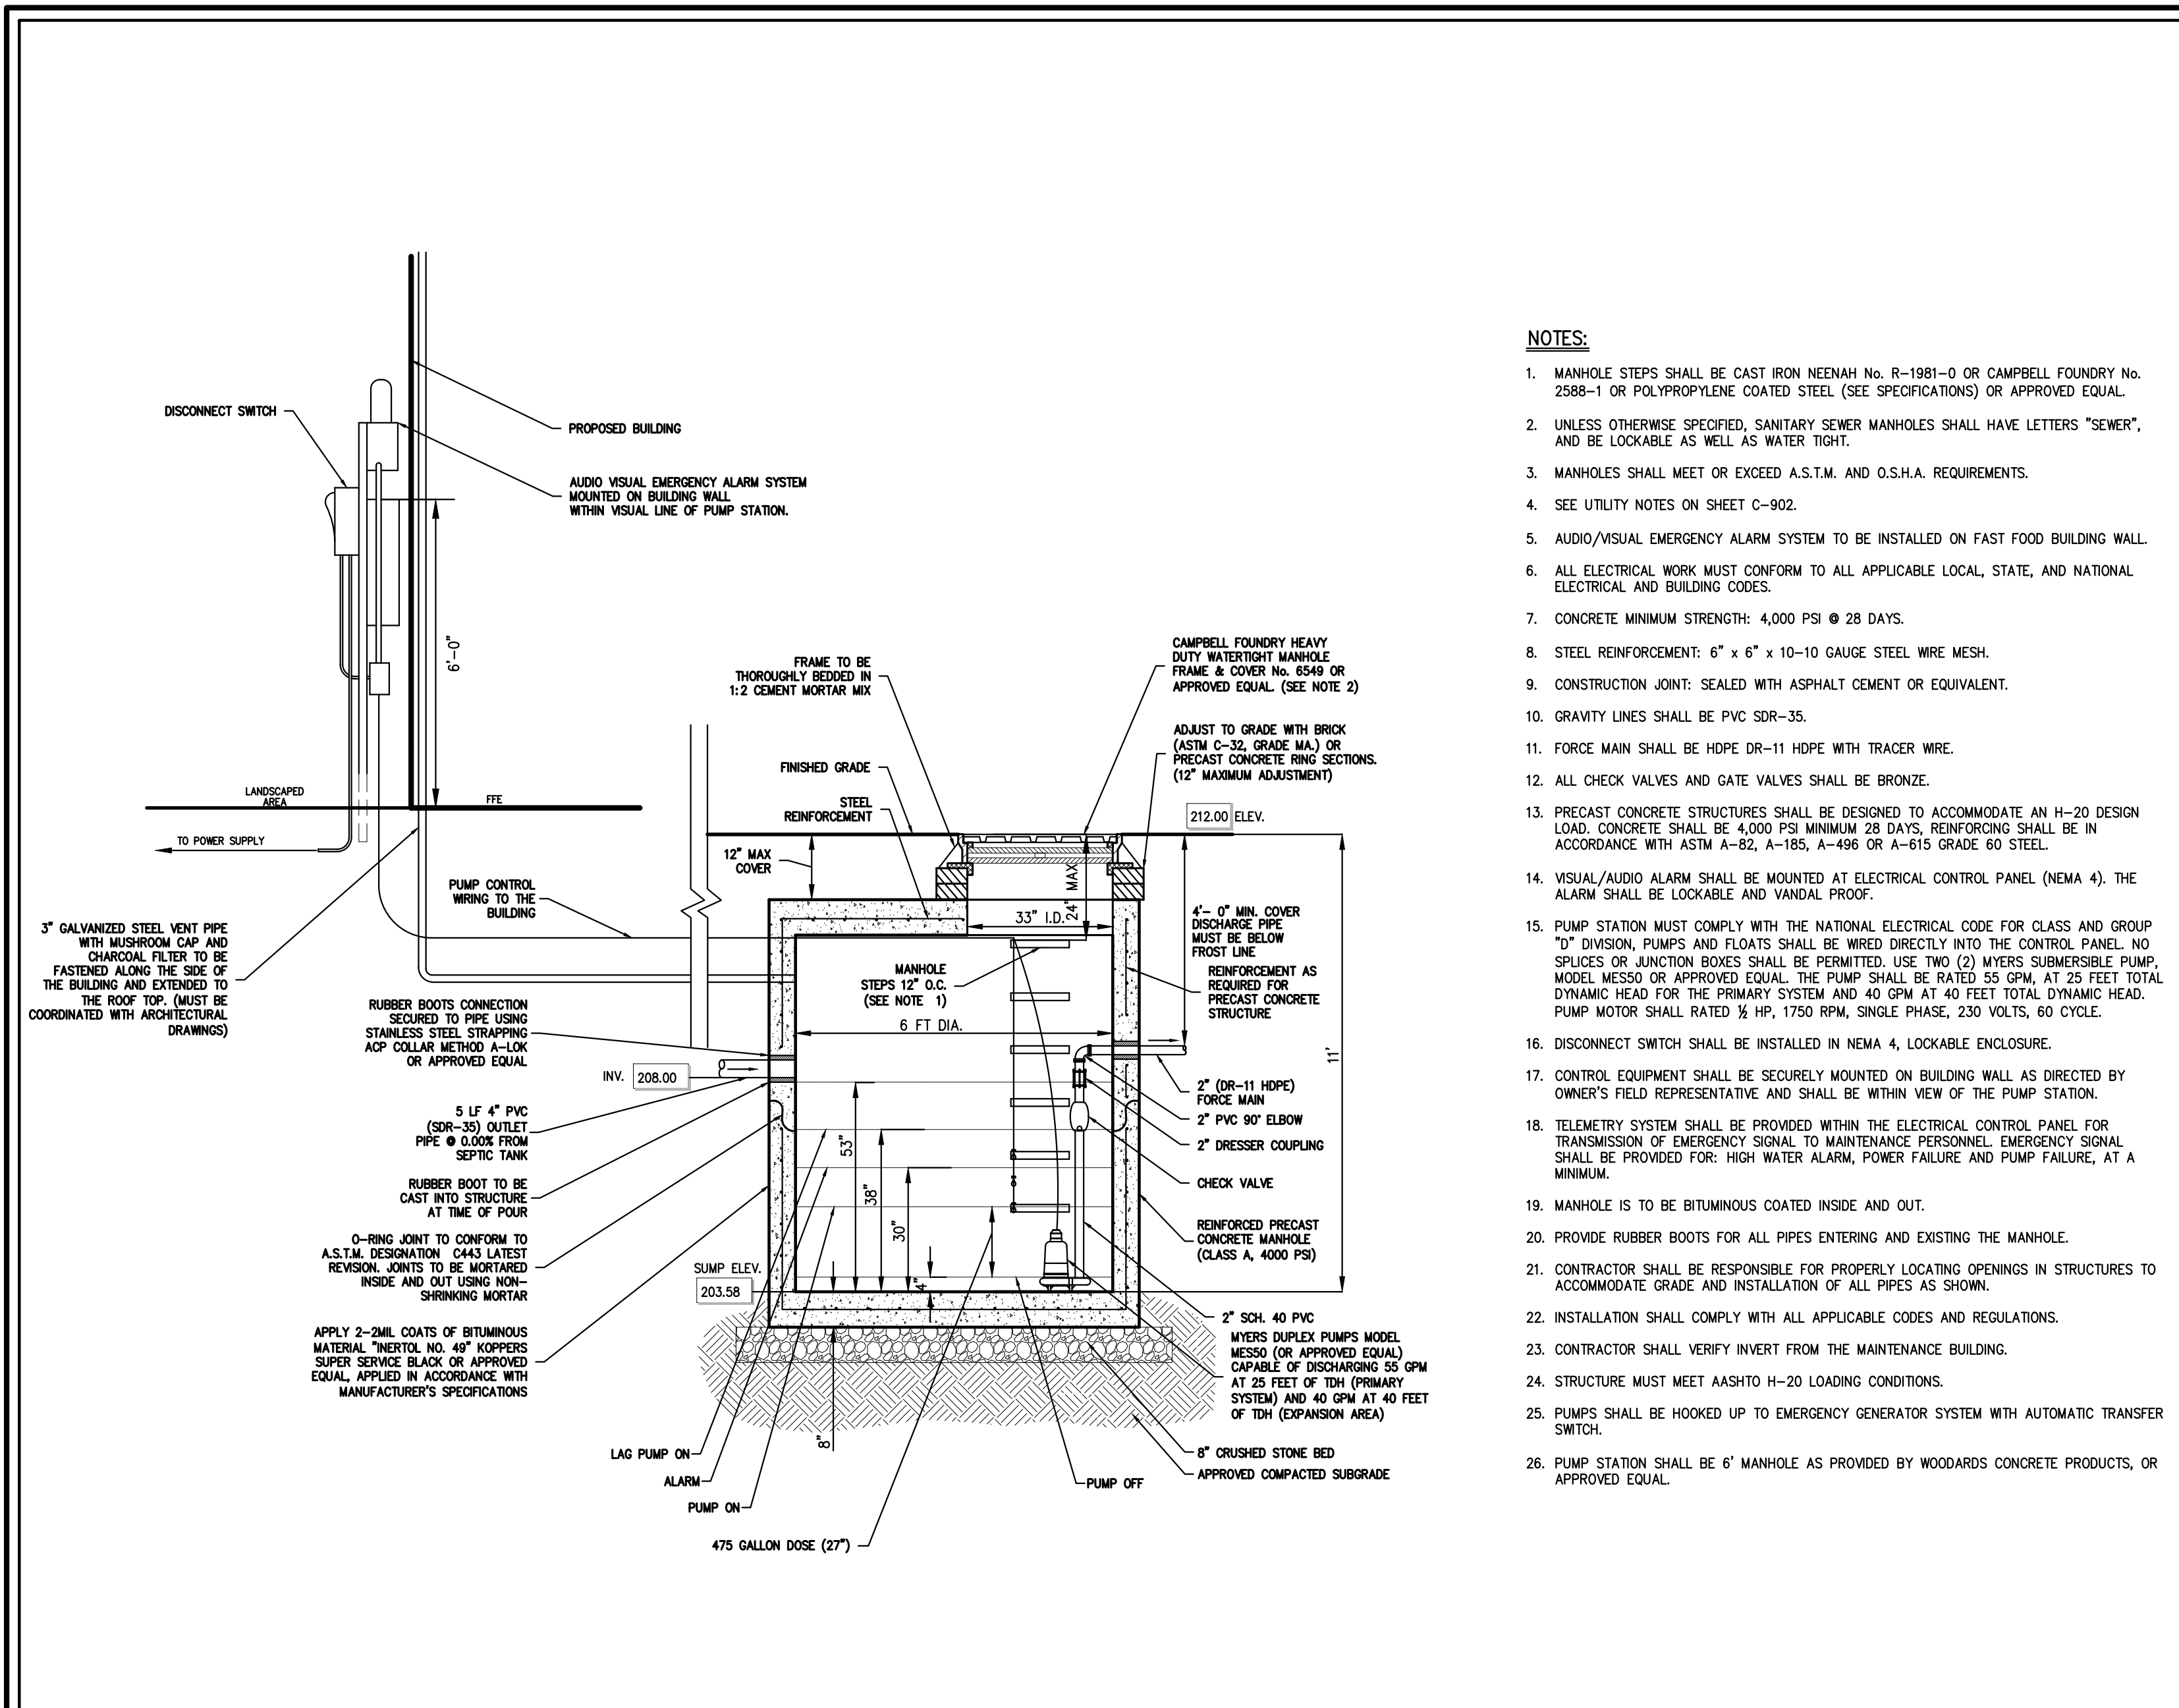 DISCONNECT SWITCH
PROPOSED BUILDING
AUDIO VISUAL EMERGENCY ALARM SYSTEM
MOUNTED ON BUILDING WALL
WITHIN VISUAL LINE OF PUMP STATION.
6'-0"
LANDSCAPED
AREA
FFE
TO POWER SUPPLY
PUMP CONTROL
WIRING TO THE
BUILDING
3" GALVANIZED STEEL VENT PIPE
WITH MUSHROOM CAP AND
CHARCOAL FILTER TO BE
FASTENED ALONG THE SIDE OF
THE BUILDING AND EXTENDED TO
THE ROOF TOP. (MUST BE
COORDINATED WITH ARCHITECTURAL
DRAWINGS)
RUBBER BOOTS CONNECTION
SECURED TO PIPE USING
STAINLESS STEEL STRAPPING
ACP COLLAR METHOD A-LOK
OR APPROVED EQUAL
INV. 208.00
5 LF 4" PVC
(SDR-35) OUTLET
PIPE @ 0.00% FROM
SEPTIC TANK
RUBBER BOOT TO BE
CAST INTO STRUCTURE
AT TIME OF POUR
O-RING JOINT TO CONFORM TO
A.S.T.M. DESIGNATION C443 LATEST
REVISION. JOINTS TO BE MORTARED
INSIDE AND OUT USING NON-
SHRINKING MORTAR
SUMP ELEV.
203.58
APPLY 2-2MIL COATS OF BITUMINOUS
MATERIAL "INERTOL NO. 49" KOPPERS
SUPER SERVICE BLACK OR APPROVED
EQUAL, APPLIED IN ACCORDANCE WITH
MANUFACTURER'S SPECIFICATIONS
LAG PUMP ON
ALARM
PUMP ON
475 GALLON DOSE (27")
FRAME TO BE
THOROUGHLY BEDDED IN
1:2 CEMENT MORTAR MIX
FINISHED GRADE
STEEL
REINFORCEMENT
12" MAX
COVER
33" I.D.
24" MAX
MANHOLE
STEPS 12" O.C.
(SEE NOTE 1)
6 FT DIA.
53"
38"
30"
4"
8"
11'
CAMPBELL FOUNDRY HEAVY
DUTY WATERTIGHT MANHOLE
FRAME & COVER No. 6549 OR
APPROVED EQUAL. (SEE NOTE 2)
ADJUST TO GRADE WITH BRICK
(ASTM C-32, GRADE MA.) OR
PRECAST CONCRETE RING SECTIONS.
(12" MAXIMUM ADJUSTMENT)
212.00 ELEV.
4'- 0" MIN. COVER
DISCHARGE PIPE
MUST BE BELOW
FROST LINE
REINFORCEMENT AS
REQUIRED FOR
PRECAST CONCRETE
STRUCTURE
2" (DR-11 HDPE)
FORCE MAIN
2" PVC 90° ELBOW
2" DRESSER COUPLING
CHECK VALVE
REINFORCED PRECAST
CONCRETE MANHOLE
(CLASS A, 4000 PSI)
2" SCH. 40 PVC
MYERS DUPLEX PUMPS MODEL
MES50 (OR APPROVED EQUAL)
CAPABLE OF DISCHARGING 55 GPM
AT 25 FEET OF TDH (PRIMARY
SYSTEM) AND 40 GPM AT 40 FEET
OF TDH (EXPANSION AREA)
8" CRUSHED STONE BED
APPROVED COMPACTED SUBGRADE
PUMP OFF
NOTES:
1. MANHOLE STEPS SHALL BE CAST IRON NEENAH No. R-1981-0 OR CAMPBELL FOUNDRY No.
2588-1 OR POLYPROPYLENE COATED STEEL (SEE SPECIFICATIONS) OR APPROVED EQUAL.
2. UNLESS OTHERWISE SPECIFIED, SANITARY SEWER MANHOLES SHALL HAVE LETTERS "SEWER",
AND BE LOCKABLE AS WELL AS WATER TIGHT.
3. MANHOLES SHALL MEET OR EXCEED A.S.T.M. AND O.S.H.A. REQUIREMENTS.
4. SEE UTILITY NOTES ON SHEET C-902.
5. AUDIO/VISUAL EMERGENCY ALARM SYSTEM TO BE INSTALLED ON FAST FOOD BUILDING WALL.
6. ALL ELECTRICAL WORK MUST CONFORM TO ALL APPLICABLE LOCAL, STATE, AND NATIONAL
ELECTRICAL AND BUILDING CODES.
7. CONCRETE MINIMUM STRENGTH: 4,000 PSI @ 28 DAYS.
8. STEEL REINFORCEMENT: 6" x 6" x 10-10 GAUGE STEEL WIRE MESH.
9. CONSTRUCTION JOINT: SEALED WITH ASPHALT CEMENT OR EQUIVALENT.
10. GRAVITY LINES SHALL BE PVC SDR-35.
11. FORCE MAIN SHALL BE HDPE DR-11 HDPE WITH TRACER WIRE.
12. ALL CHECK VALVES AND GATE VALVES SHALL BE BRONZE.
13. PRECAST CONCRETE STRUCTURES SHALL BE DESIGNED TO ACCOMMODATE AN H-20 DESIGN
LOAD. CONCRETE SHALL BE 4,000 PSI MINIMUM 28 DAYS, REINFORCING SHALL BE IN
ACCORDANCE WITH ASTM A-82, A-185, A-496 OR A-615 GRADE 60 STEEL.
14. VISUAL/AUDIO ALARM SHALL BE MOUNTED AT ELECTRICAL CONTROL PANEL (NEMA 4). THE
ALARM SHALL BE LOCKABLE AND VANDAL PROOF.
15. PUMP STATION MUST COMPLY WITH THE NATIONAL ELECTRICAL CODE FOR CLASS AND GROUP
"D" DIVISION, PUMPS AND FLOATS SHALL BE WIRED DIRECTLY INTO THE CONTROL PANEL. NO
SPLICES OR JUNCTION BOXES SHALL BE PERMITTED. USE TWO (2) MYERS SUBMERSIBLE PUMP,
MODEL MES50 OR APPROVED EQUAL. THE PUMP SHALL BE RATED 55 GPM, AT 25 FEET TOTAL
DYNAMIC HEAD FOR THE PRIMARY SYSTEM AND 40 GPM AT 40 FEET TOTAL DYNAMIC HEAD.
PUMP MOTOR SHALL RATED ½ HP, 1750 RPM, SINGLE PHASE, 230 VOLTS, 60 CYCLE.
16. DISCONNECT SWITCH SHALL BE INSTALLED IN NEMA 4, LOCKABLE ENCLOSURE.
17. CONTROL EQUIPMENT SHALL BE SECURELY MOUNTED ON BUILDING WALL AS DIRECTED BY
OWNER'S FIELD REPRESENTATIVE AND SHALL BE WITHIN VIEW OF THE PUMP STATION.
18. TELEMETRY SYSTEM SHALL BE PROVIDED WITHIN THE ELECTRICAL CONTROL PANEL FOR
TRANSMISSION OF EMERGENCY SIGNAL TO MAINTENANCE PERSONNEL. EMERGENCY SIGNAL
SHALL BE PROVIDED FOR: HIGH WATER ALARM, POWER FAILURE AND PUMP FAILURE, AT A
MINIMUM.
19. MANHOLE IS TO BE BITUMINOUS COATED INSIDE AND OUT.
20. PROVIDE RUBBER BOOTS FOR ALL PIPES ENTERING AND EXISTING THE MANHOLE.
21. CONTRACTOR SHALL BE RESPONSIBLE FOR PROPERLY LOCATING OPENINGS IN STRUCTURES TO
ACCOMMODATE GRADE AND INSTALLATION OF ALL PIPES AS SHOWN.
22. INSTALLATION SHALL COMPLY WITH ALL APPLICABLE CODES AND REGULATIONS.
23. CONTRACTOR SHALL VERIFY INVERT FROM THE MAINTENANCE BUILDING.
24. STRUCTURE MUST MEET AASHTO H-20 LOADING CONDITIONS.
25. PUMPS SHALL BE HOOKED UP TO EMERGENCY GENERATOR SYSTEM WITH AUTOMATIC TRANSFER
SWITCH.
26. PUMP STATION SHALL BE 6' MANHOLE AS PROVIDED BY WOODARDS CONCRETE PRODUCTS, OR
APPROVED EQUAL.